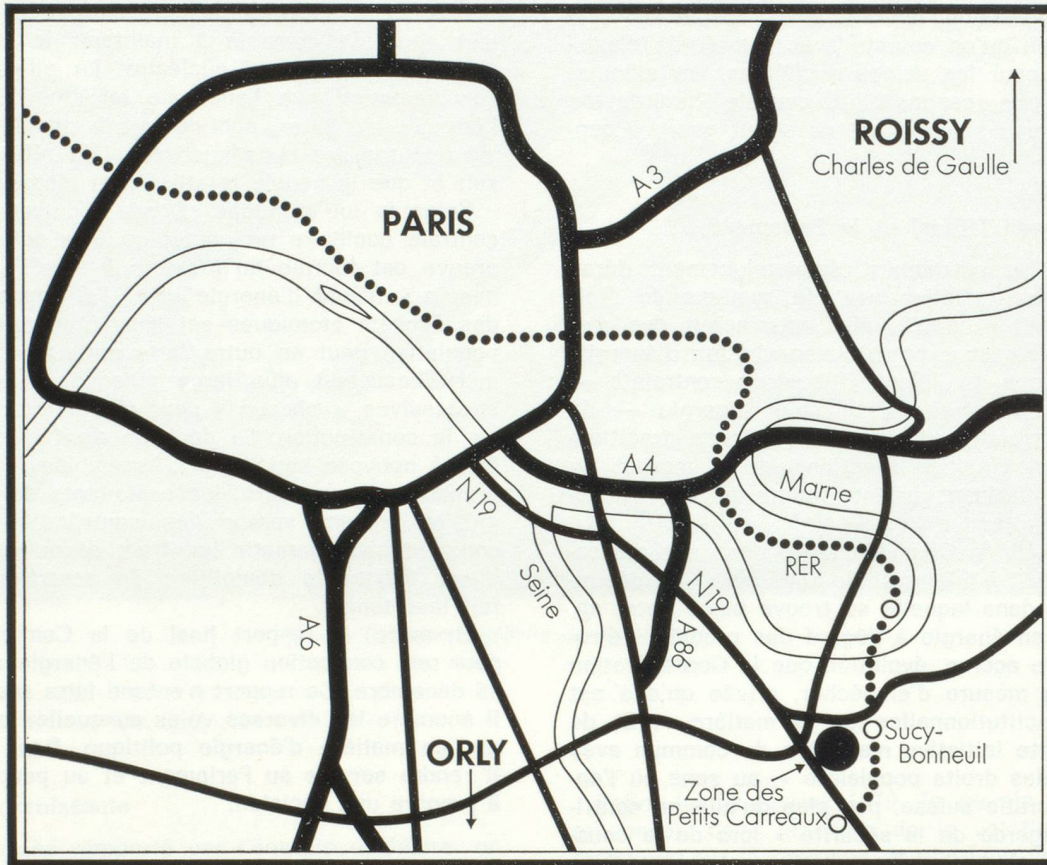 ROISSY
Charles de Gaulle
A3
PARIS
A4
N19
Marne
RER
Seine
N19
A86
A6
ORLY
Sucy-
Bonneuil
Zone des
Petits Carreaux